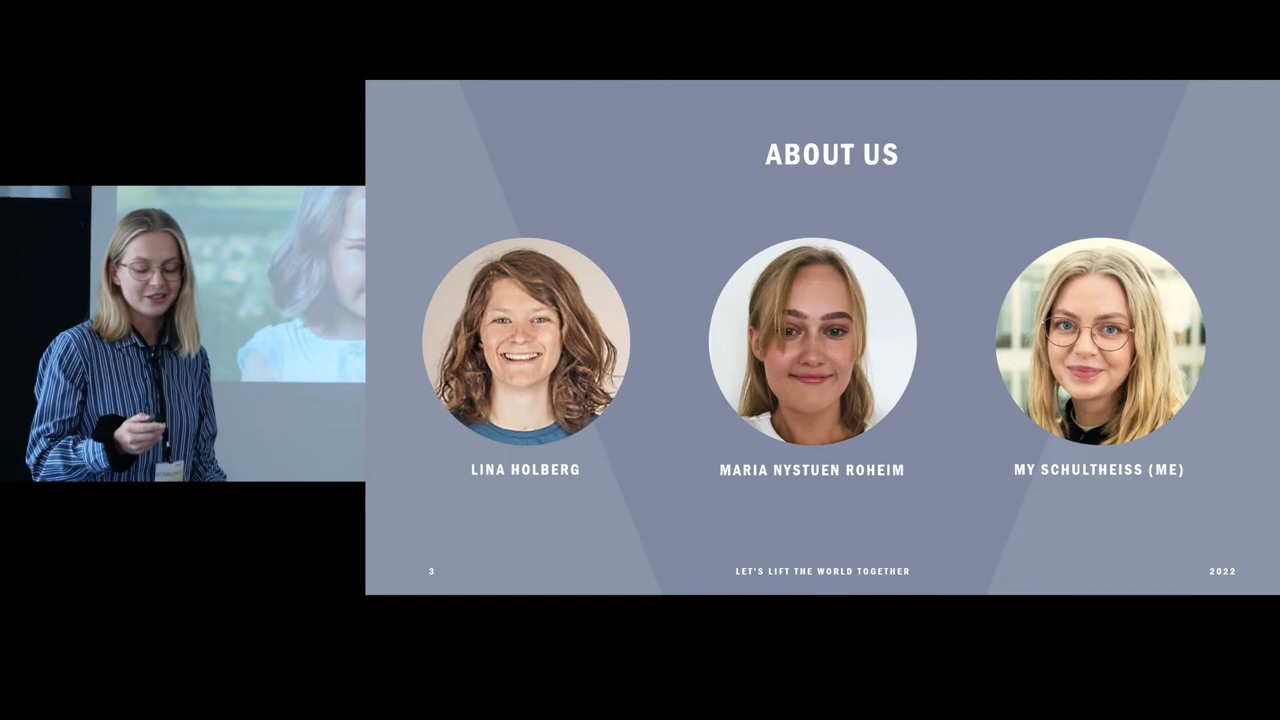 ABOUT US
LINA HOLBERG
MARIA NYSTUEN ROHEIM
MY SCHULTHEISS (ME)
3
LET'S LIFT THE WORLD TOGETHER
2022